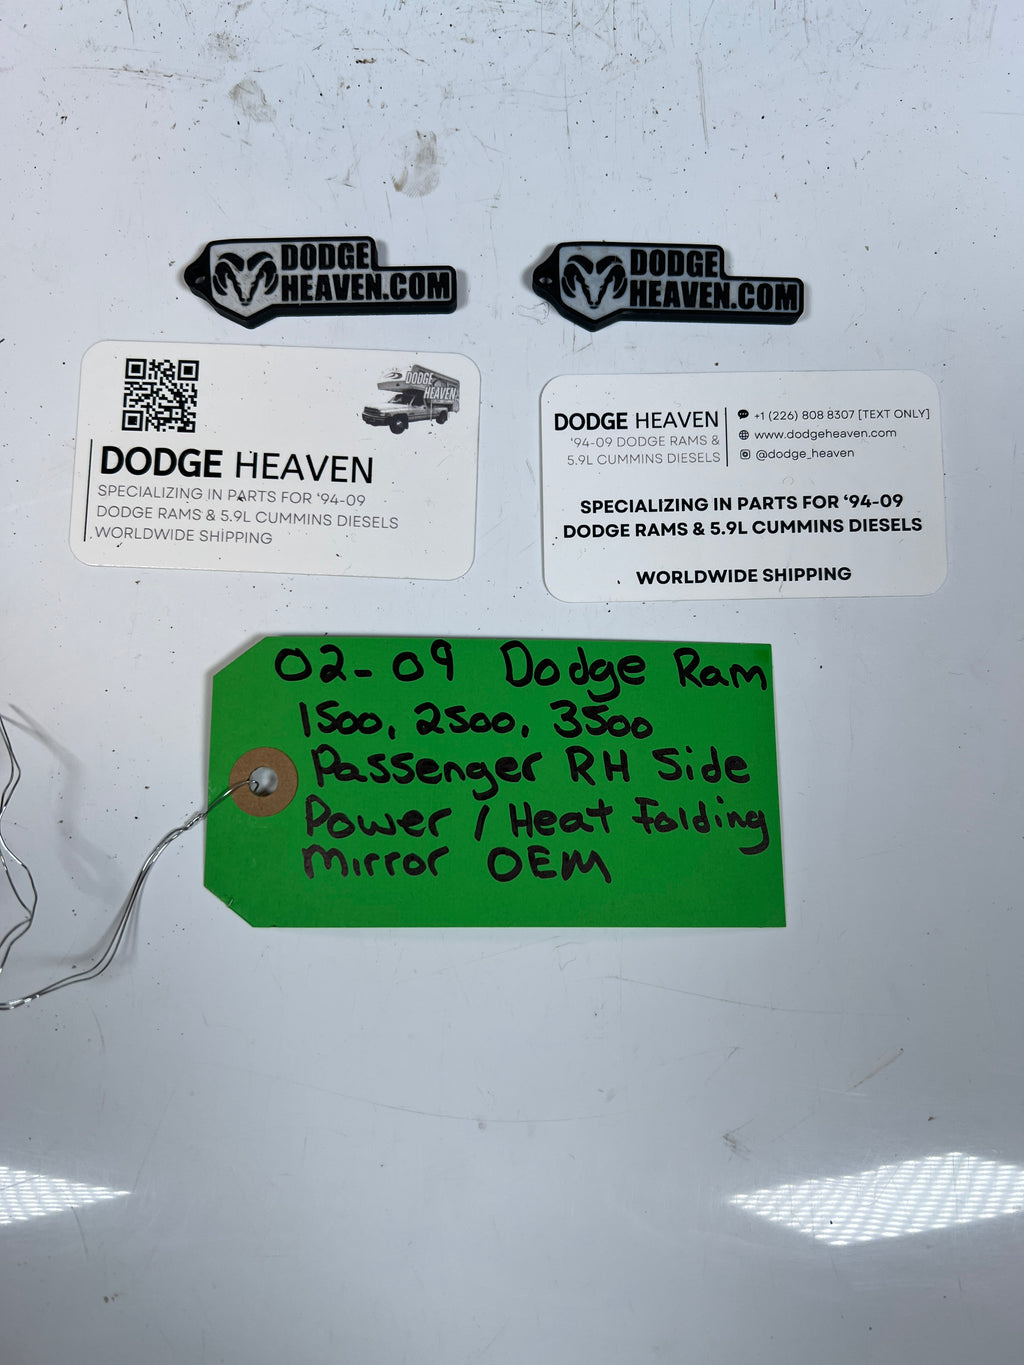 DODGE
HEAVEN.COM
DODGE
HEAVEN.COM
DODGE
HEAVEN
DODGE HEAVEN
SPECIALIZING IN PARTS FOR ‘94-09
DODGE RAMS & 5.9L CUMMINS DIESELS
WORLDWIDE SHIPPING
DODGE HEAVEN
‘94-09 DODGE RAMS &
5.9L CUMMINS DIESELS
+1 (226) 808 8307 [TEXT ONLY]
www.dodgeheaven.com
@dodge_heaven
SPECIALIZING IN PARTS FOR ‘94-09
DODGE RAMS & 5.9L CUMMINS DIESELS
WORLDWIDE SHIPPING
02-09 Dodge Ram
1500, 2500, 3500
Passenger RH Side
Power / Heat Folding
Mirror OEM